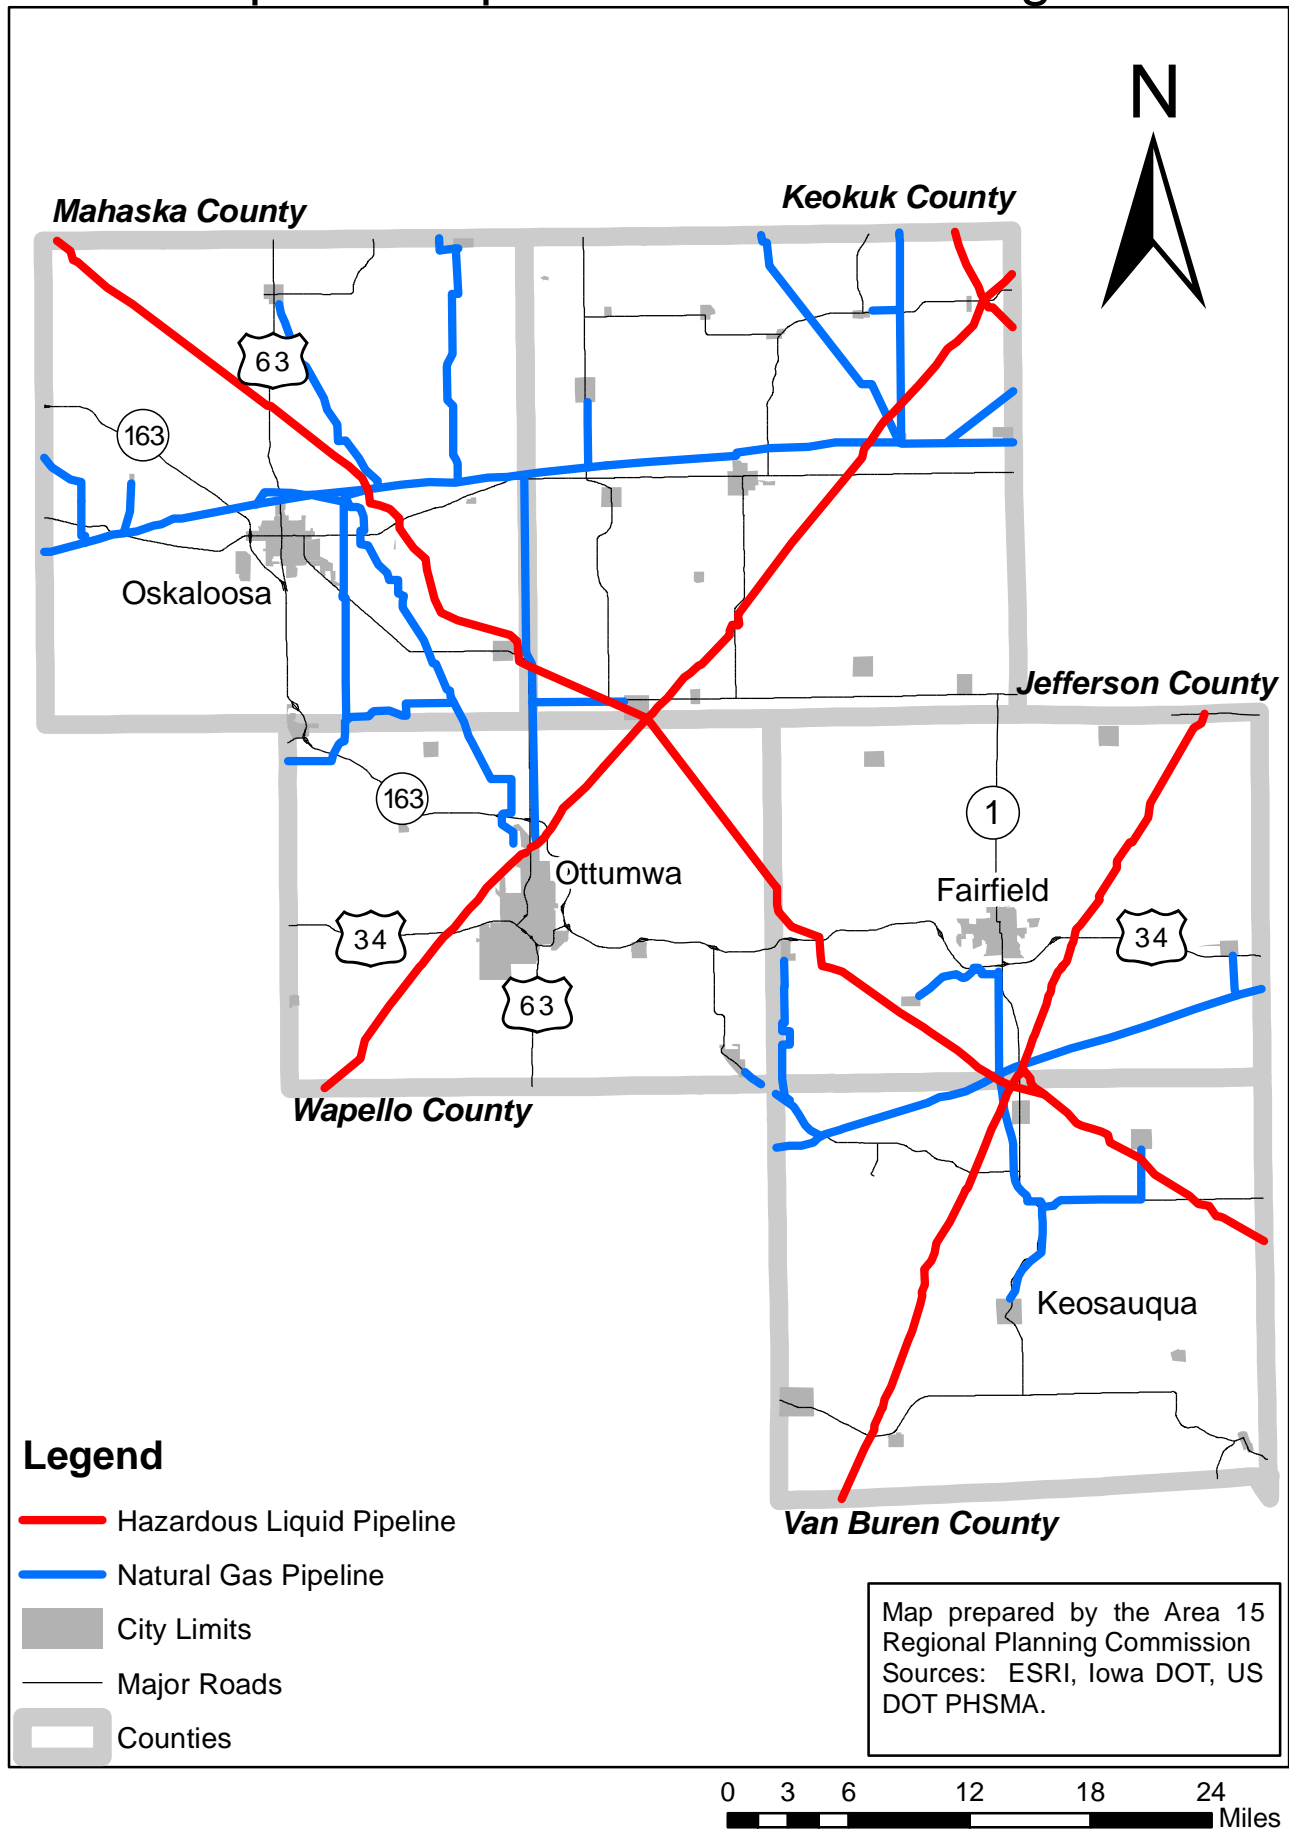 N
Mahaska County
Keokuk County
63
163
Oskaloosa
Jefferson County
163
1
Ottumwa
Fairfield
34
34
63
Wapello County
Keosauqua
Van Buren County
Legend
Hazardous Liquid Pipeline
Natural Gas Pipeline
City Limits
Major Roads
Counties
Map prepared by the Area 15
Regional Planning Commission
Sources: ESRI, Iowa DOT, US
DOT PHSMA.
0 3 6 12 18 24
Miles